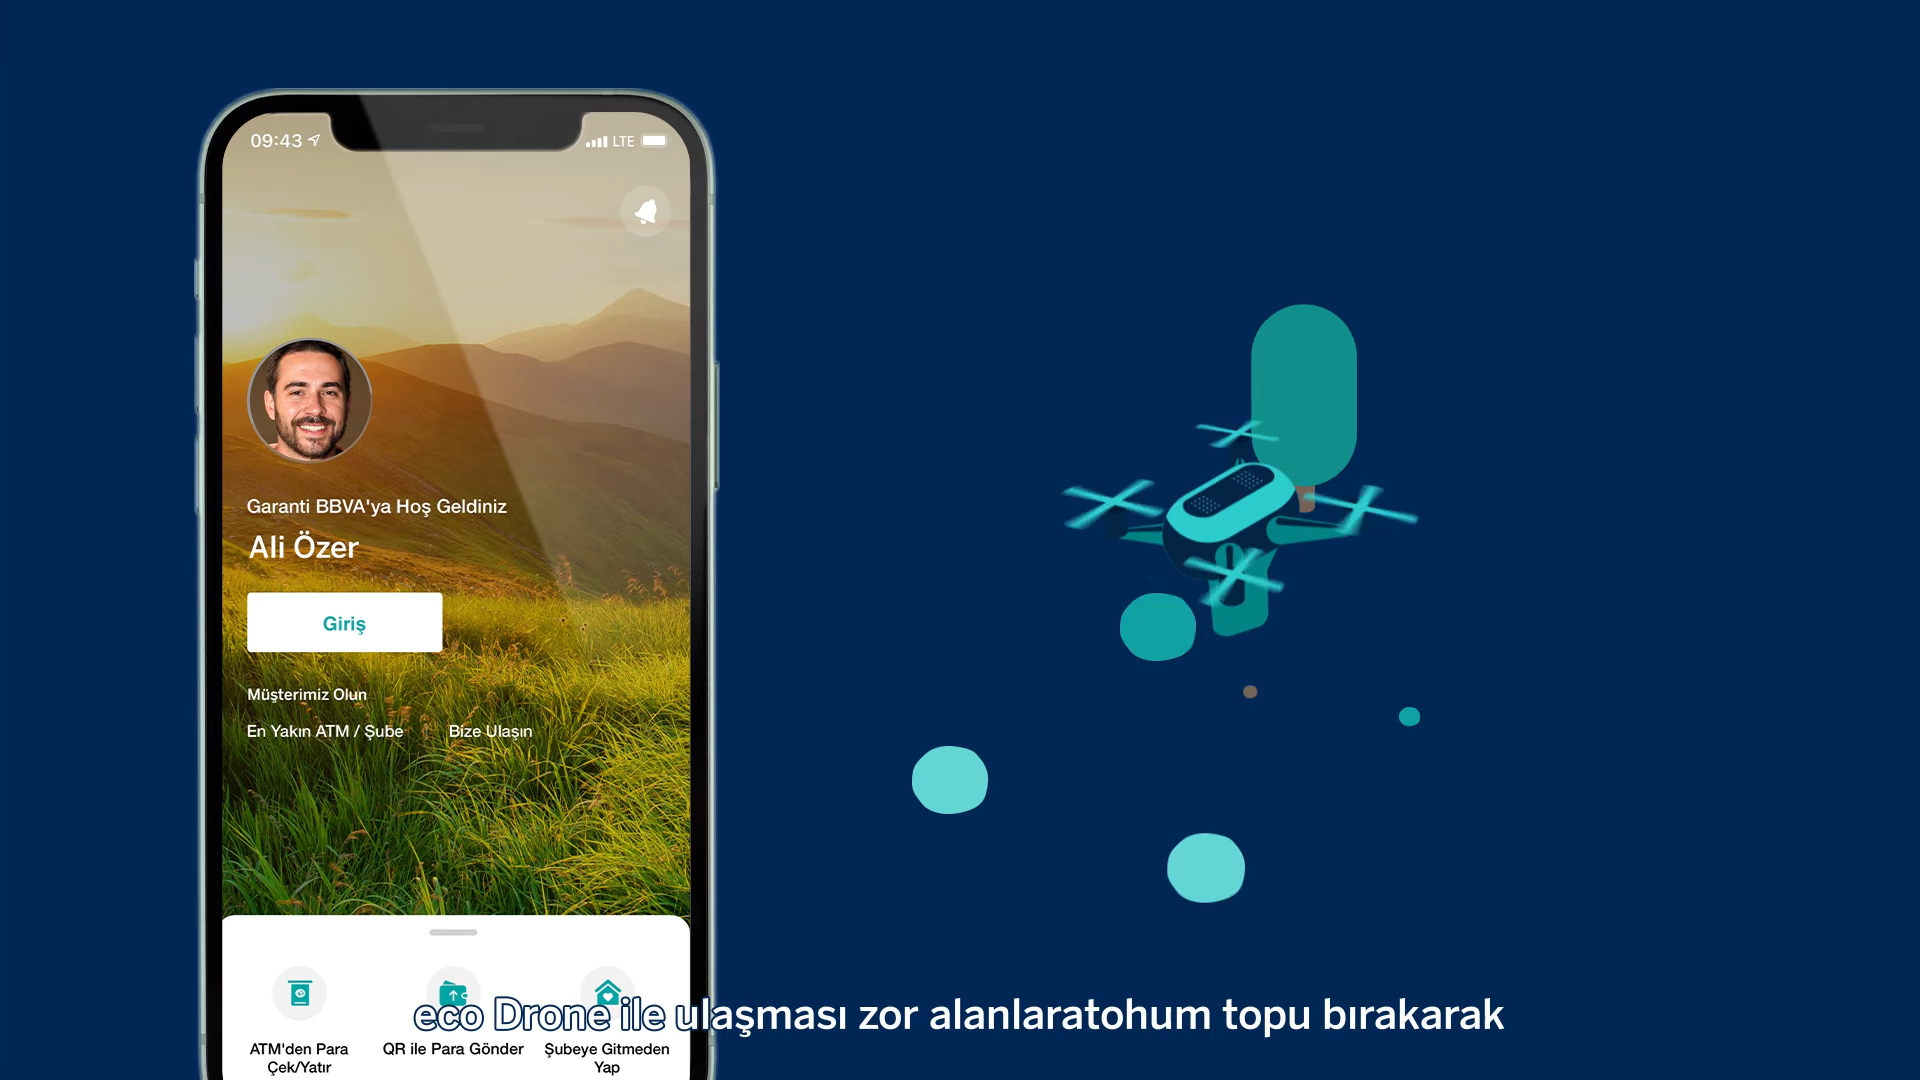 09:43
LTE
Garanti BBVA'ya Hoş Geldiniz
Ali Özer
Giriş
Müşterimiz Olun
En Yakın ATM / Şube
Bize Ulaşın
eco Drone ile ulaşması zor alanlaratohum topu bırakarak
ATM'den Para
Çek/Yatır
QR ile Para Gönder
Şubeye Gitmeden
Yap